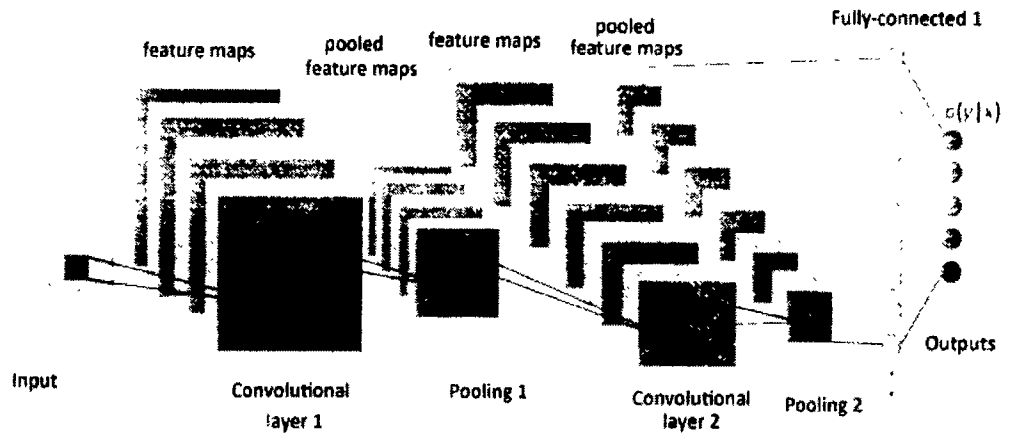 Fully-connected 1
feature maps
pooled
feature maps
feature maps
pooled
feature maps
Input
Convolutional
layer 1
Pooling 1
Convolutional
layer 2
Pooling 2
Outputs